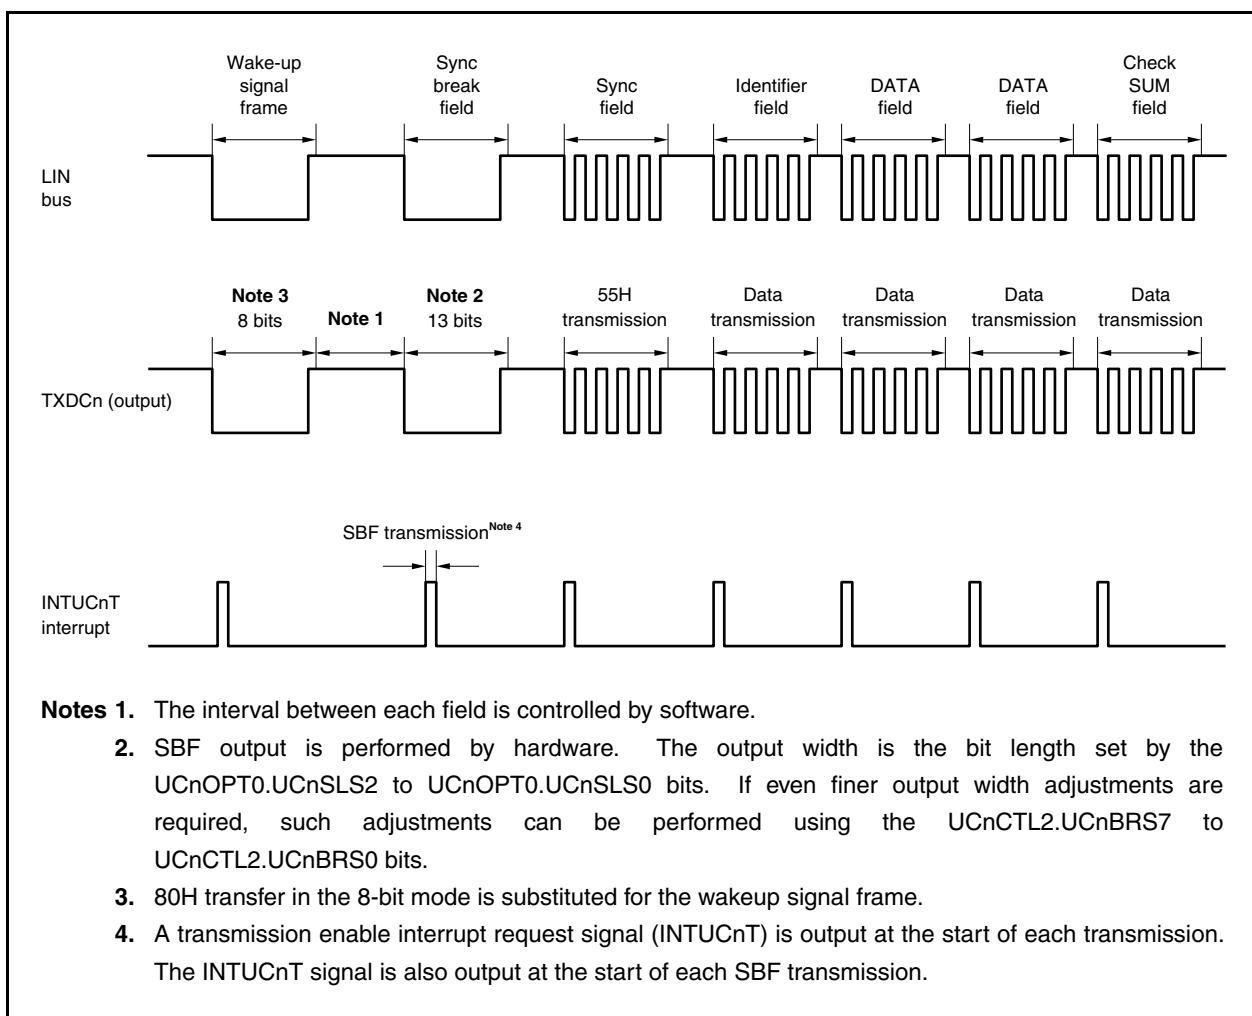 Wake-up signal frame
Sync break field
Sync field
Identifier field
DATA field
DATA field
Check SUM field
LIN bus
Note 3
8 bits
Note 1
Note 2
13 bits
55H transmission
Data transmission
Data transmission
Data transmission
Data transmission
TXDCn (output)
SBF transmission Note 4
INTUCnT interrupt
Notes 1. The interval between each field is controlled by software.
2. SBF output is performed by hardware. The output width is the bit length set by the
UCnOPT0.UCnSLS2 to UCnOPT0.UCnSLS0 bits. If even finer output width adjustments are
required, such adjustments can be performed using the UCnCTL2.UCnBRS7 to
UCnCTL2.UCnBRS0 bits.
3. 80H transfer in the 8-bit mode is substituted for the wakeup signal frame.
4. A transmission enable interrupt request signal (INTUCnT) is output at the start of each transmission.
The INTUCnT signal is also output at the start of each SBF transmission.